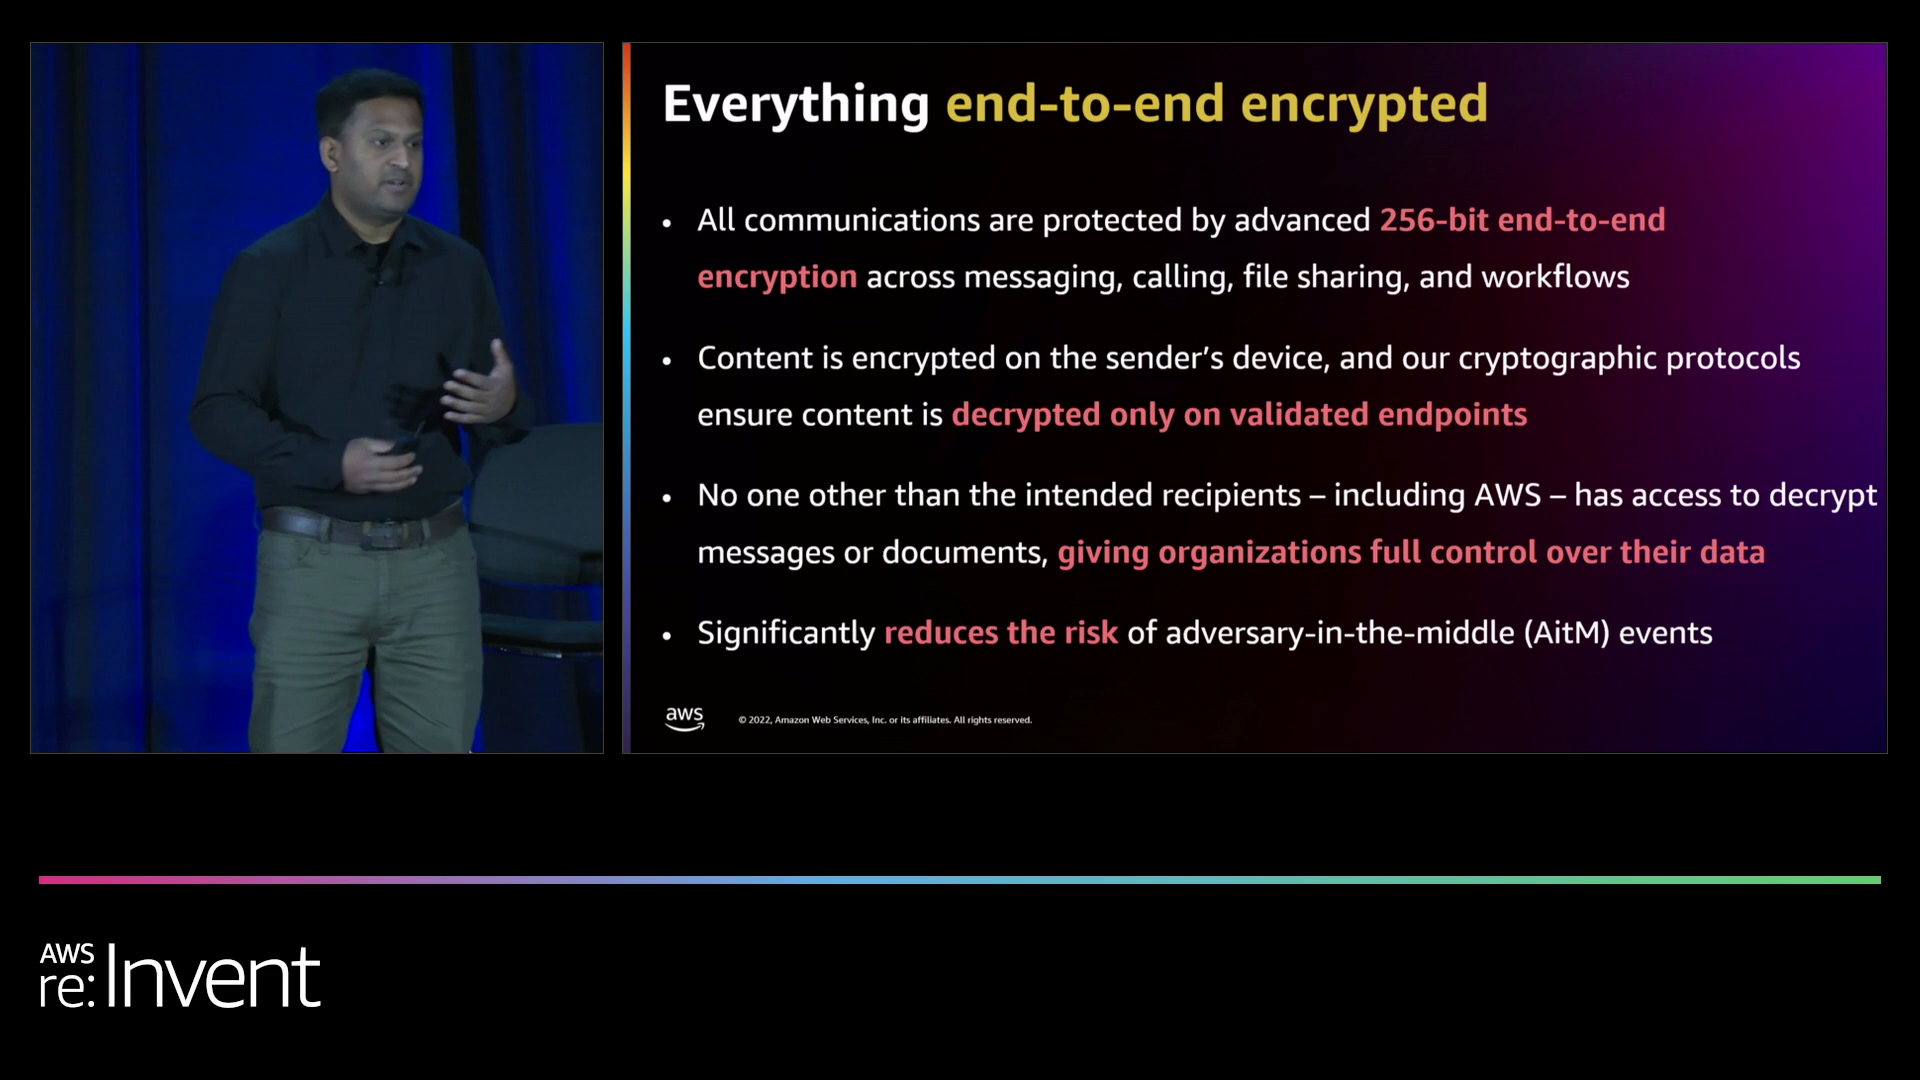 Everything end-to-end encrypted
• All communications are protected by advanced 256-bit end-to-end
encryption across messaging, calling, file sharing, and workflows
• Content is encrypted on the sender’s device, and our cryptographic protocols
ensure content is decrypted only on validated endpoints
• No one other than the intended recipients – including AWS – has access to decrypt
messages or documents, giving organizations full control over their data
• Significantly reduces the risk of adversary-in-the-middle (AitM) events
aws
© 2022, Amazon Web Services, Inc. or its affiliates. All rights reserved.
AWS
re:Invent